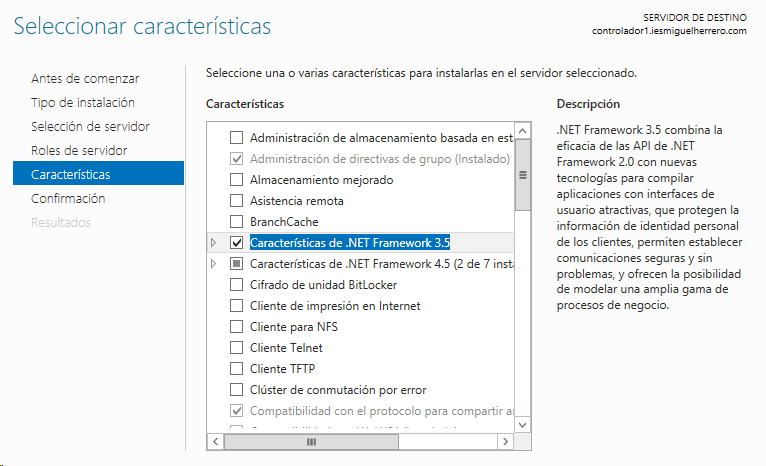 Seleccionar características
SERVIDOR DE DESTINO
controlador1.iesmiguelherrero.com
Antes de comenzar
Tipo de instalación
Selección de servidor
Roles de servidor
Características
Confirmación
Resultados
Seleccione una o varias características para instalarlas en el servidor seleccionado.
Características
Administración de almacenamiento basada en est
Administración de directivas de grupo (Instalado)
Almacenamiento mejorado
Asistencia remota
BranchCache
Características de .NET Framework 3.5
Características de .NET Framework 4.5 (2 de 7 insta
Cifrado de unidad BitLocker
Cliente de impresión en Internet
Cliente para NFS
Cliente Telnet
Cliente TFTP
Clúster de conmutación por error
Compatibilidad con el protocolo para compartir a
Descripción
.NET Framework 3.5 combina la
eficacia de las API de .NET
Framework 2.0 con nuevas
tecnologías para compilar
aplicaciones con interfaces de
usuario atractivas, que protegen la
información de identidad personal
de los clientes, permiten establecer
comunicaciones seguras y sin
problemas, y ofrecen la posibilidad
de modelar una amplia gama de
procesos de negocio.